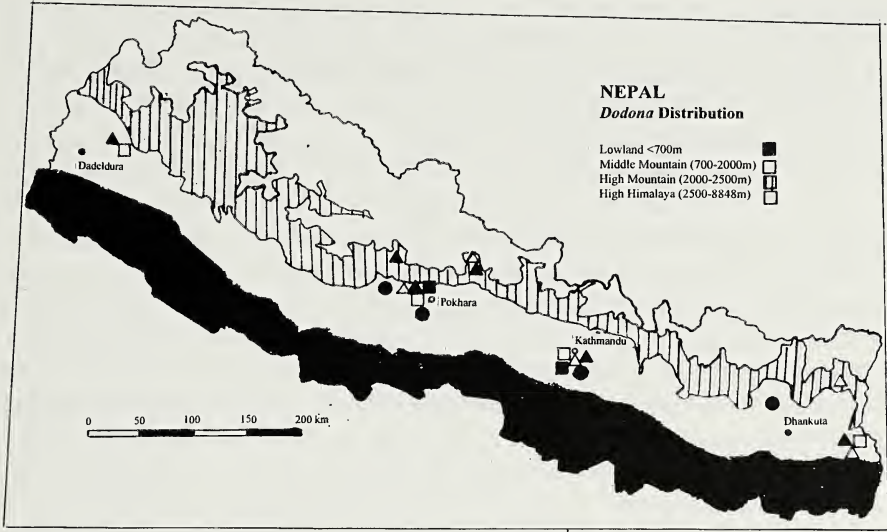 NEPAL
Dodona Distribution
Lowland <700m
Middle Mountain (700-2000m)
High Mountain (2000-2500m)
High Himalaya (2500-8848m)
Dadeldura
Pokhara
Kathmandu
Dhankuta
0 50 100 150 200 km